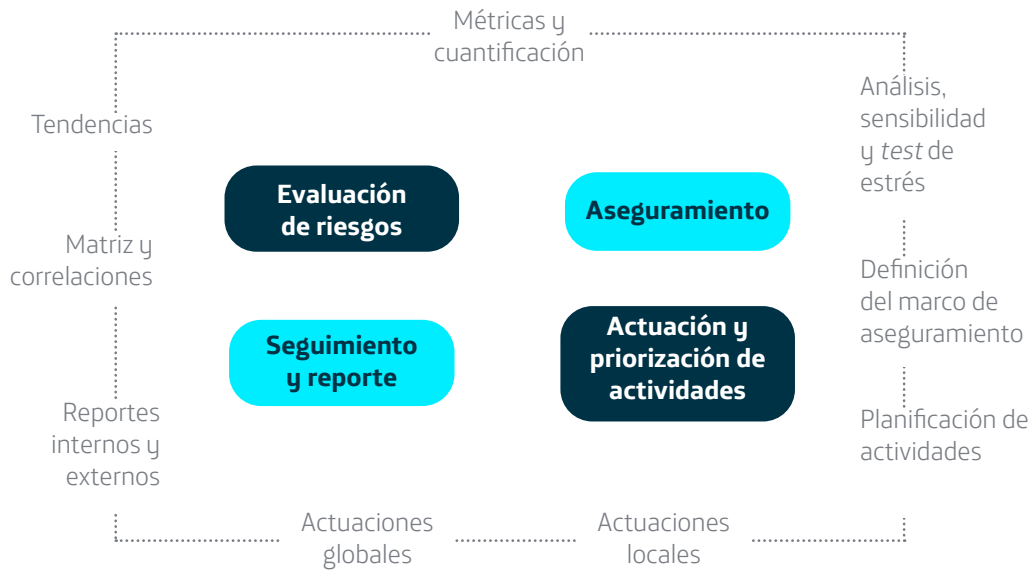 Métricas y
cuantificación
Tendencias
Análisis,
sensibilidad
y test de
estrés
Evaluación
de riesgos
Aseguramiento
Matriz y
correlaciones
Definición
del marco de
aseguramiento
Seguimiento
y reporte
Actuación y
priorización de
actividades
Reportes
internos y
externos
Planificación de
actividades
Actuaciones
globales
Actuaciones
locales